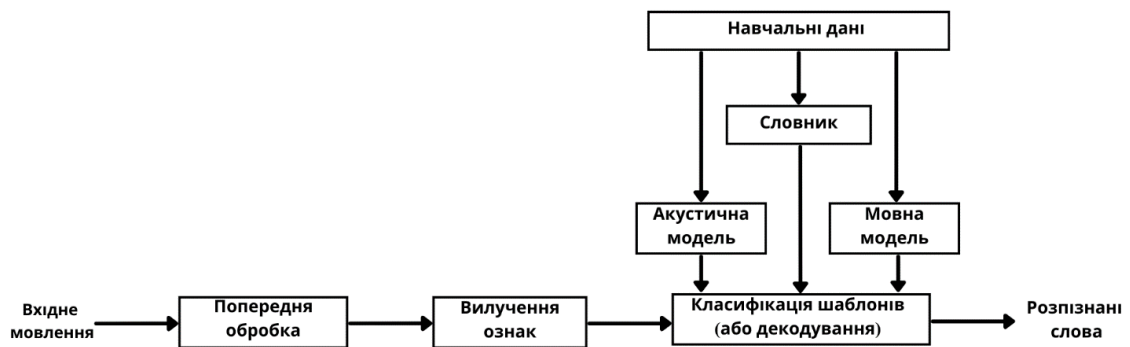 Навчальні дані
Словник
Акустична
модель
Мовна
модель
Вхідне
мовлення
Попередня
обробка
Вилучення
ознак
Класифікація шаблонів
(або декодування)
Розпізнані
слова